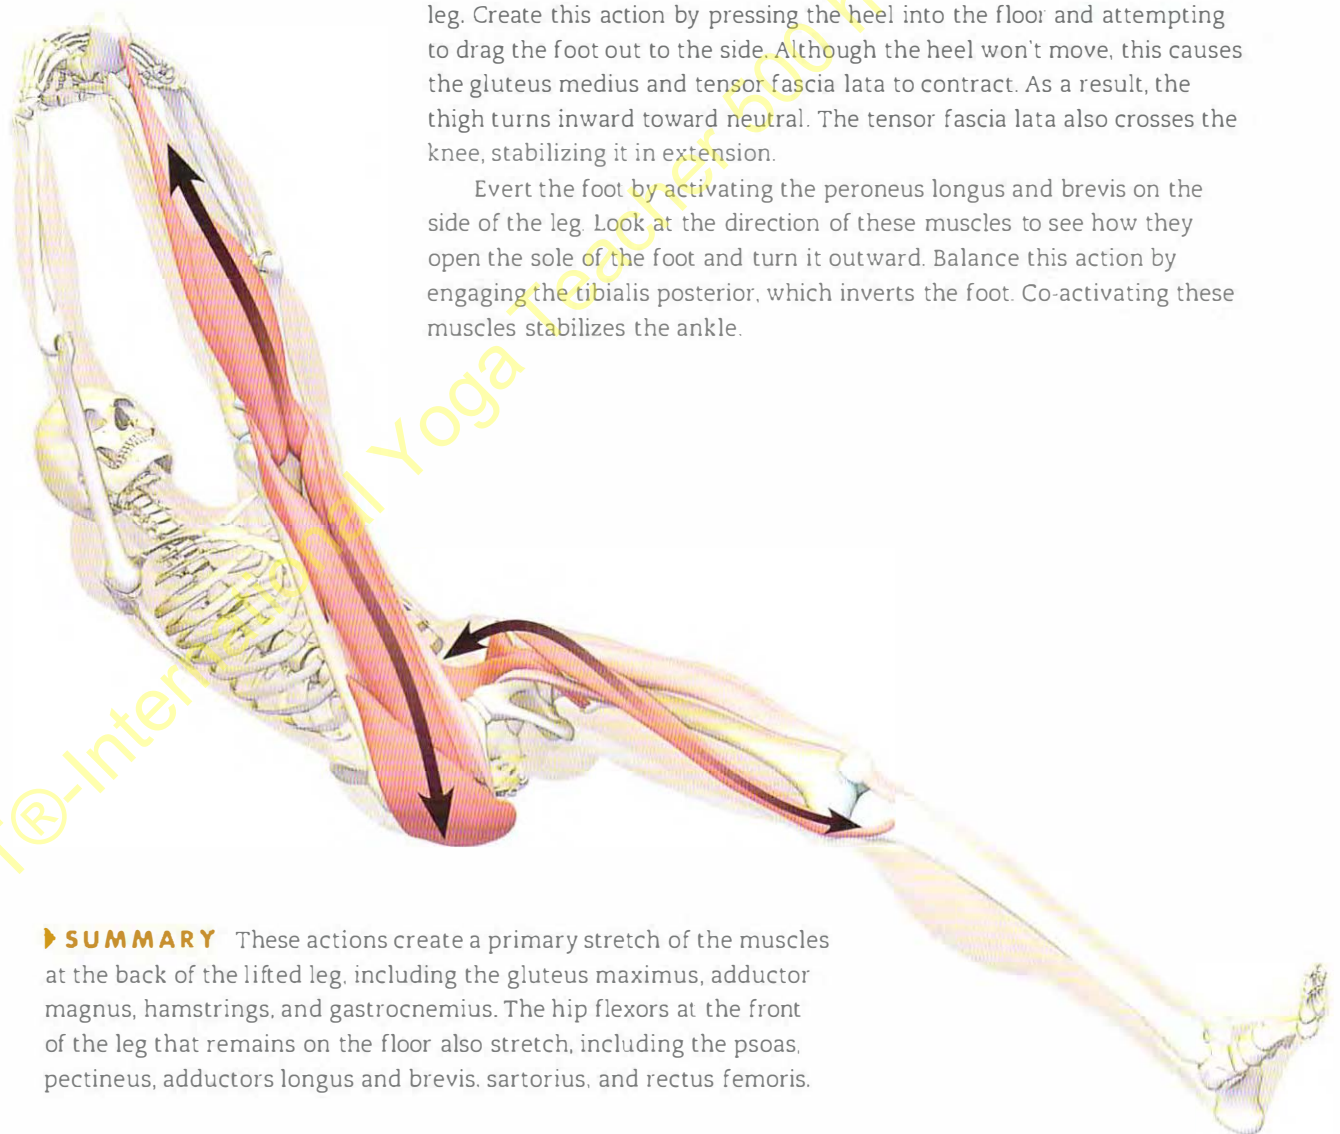 leg. Create this action by pressing the heel into the floor and attempting
to drag the foot out to the side. Although the heel won't move, this causes
the gluteus medius and tensor fascia lata to contract. As a result, the
thigh turns inward toward neutral. The tensor fascia lata also crosses the
knee, stabilizing it in extension.
Evert the foot by activating the peroneus longus and brevis on the
side of the leg. Look at the direction of these muscles to see how they
open the sole of the foot and turn it outward. Balance this action by
engaging the tibialis posterior, which inverts the foot. Co-activating these
muscles stabilizes the ankle.
T®-International Yoga Teacher 500 h
SUMMARY These actions create a primary stretch of the muscles
at the back of the lifted leg, including the gluteus maximus, adductor
magnus, hamstrings, and gastrocnemius. The hip flexors at the front
of the leg that remains on the floor also stretch, including the psoas,
pectineus, adductors longus and brevis. sartorius, and rectus femoris.